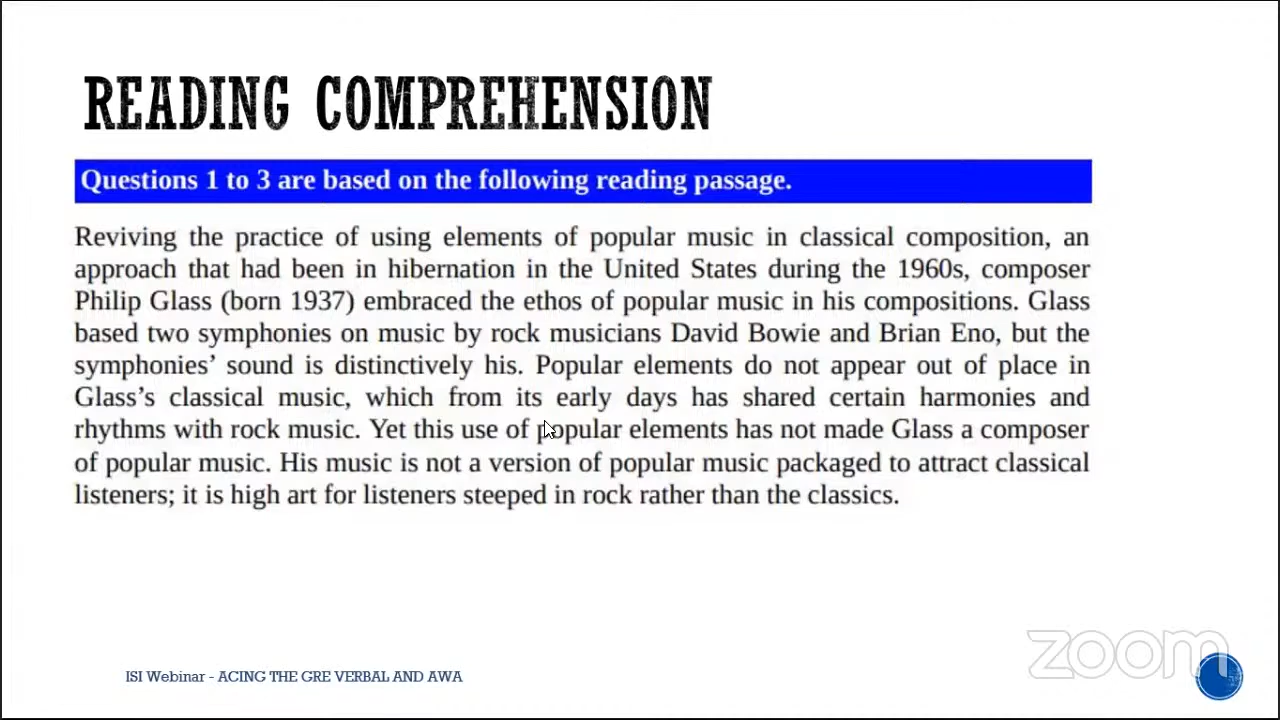 READING COMPREHENSION
Questions 1 to 3 are based on the following reading passage.
Reviving the practice of using elements of popular music in classical composition, an
approach that had been in hibernation in the United States during the 1960s, composer
Philip Glass (born 1937) embraced the ethos of popular music in his compositions. Glass
based two symphonies on music by rock musicians David Bowie and Brian Eno, but the
symphonies’ sound is distinctively his. Popular elements do not appear out of place in
Glass’s classical music, which from its early days has shared certain harmonies and
rhythms with rock music. Yet this use of popular elements has not made Glass a composer
of popular music. His music is not a version of popular music packaged to attract classical
listeners; it is high art for listeners steeped in rock rather than the classics.
ISI Webinar - ACING THE GRE VERBAL AND AWA
zoom